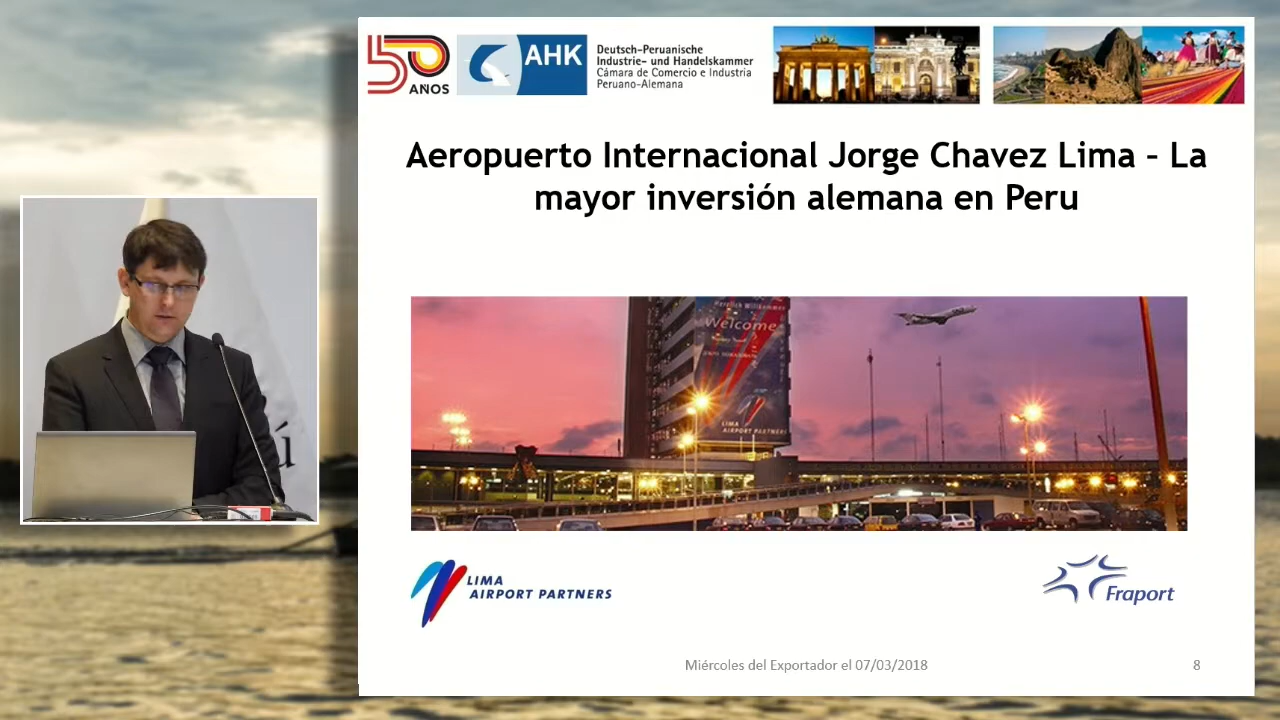 50
AÑOS
AHK
Deutsch-Peruanische
Industrie- und Handelskammer
Cámara de Comercio e Industria
Peruano-Alemana
Aeropuerto Internacional Jorge Chavez Lima – La
mayor inversión alemana en Peru
Herzlich Willkommen
Welcome
LIMA
AIRPORT PARTNERS
LIMA
AIRPORT PARTNERS
Fraport
Miércoles del Exportador el 07/03/2018
8
ú